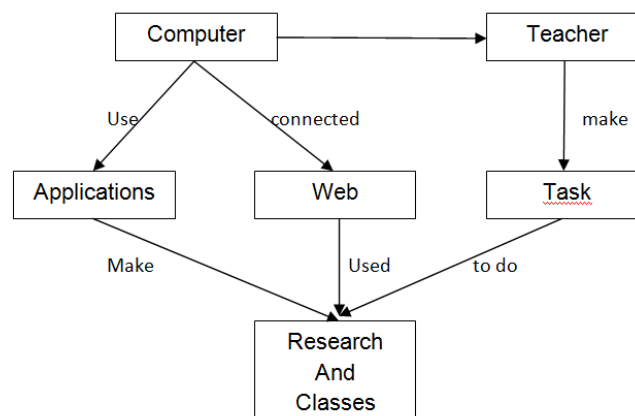 Computer
Teacher
Use
connected
make
Applications
Web
Task
Make
Used
to do
Research
And
Classes